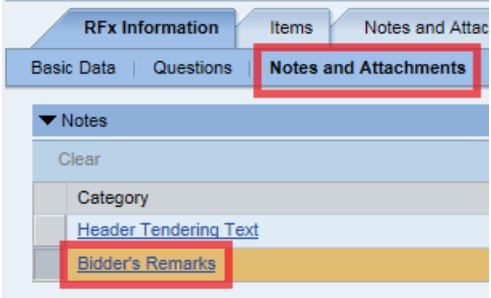 RFx Information Items Notes and Attac
Basic Data | Questions | Notes and Attachments
Notes
Clear
Category
Header Tendering Text
Bidder's Remarks